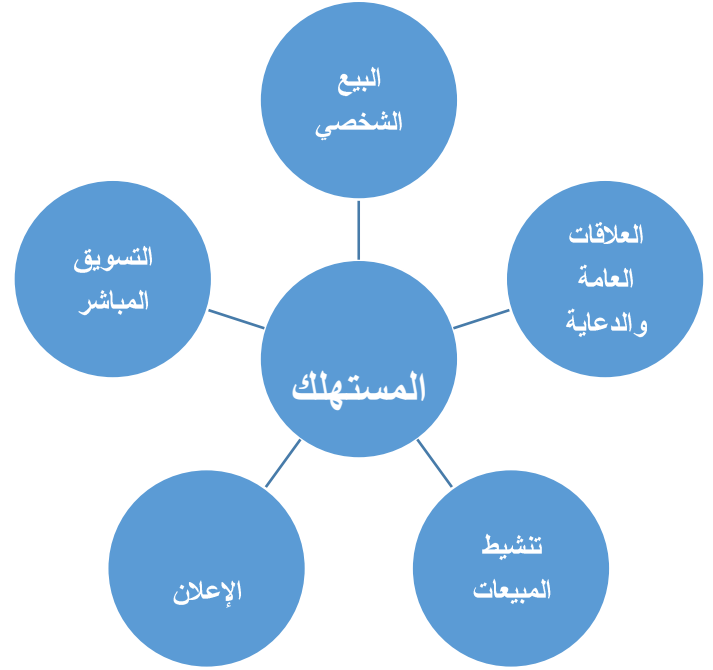 البيع
الشخصي
العلاقات
العامة
والدعاية
التسويق
المباشر
المستهلك
تنشيط
المبيعات
الإعلان